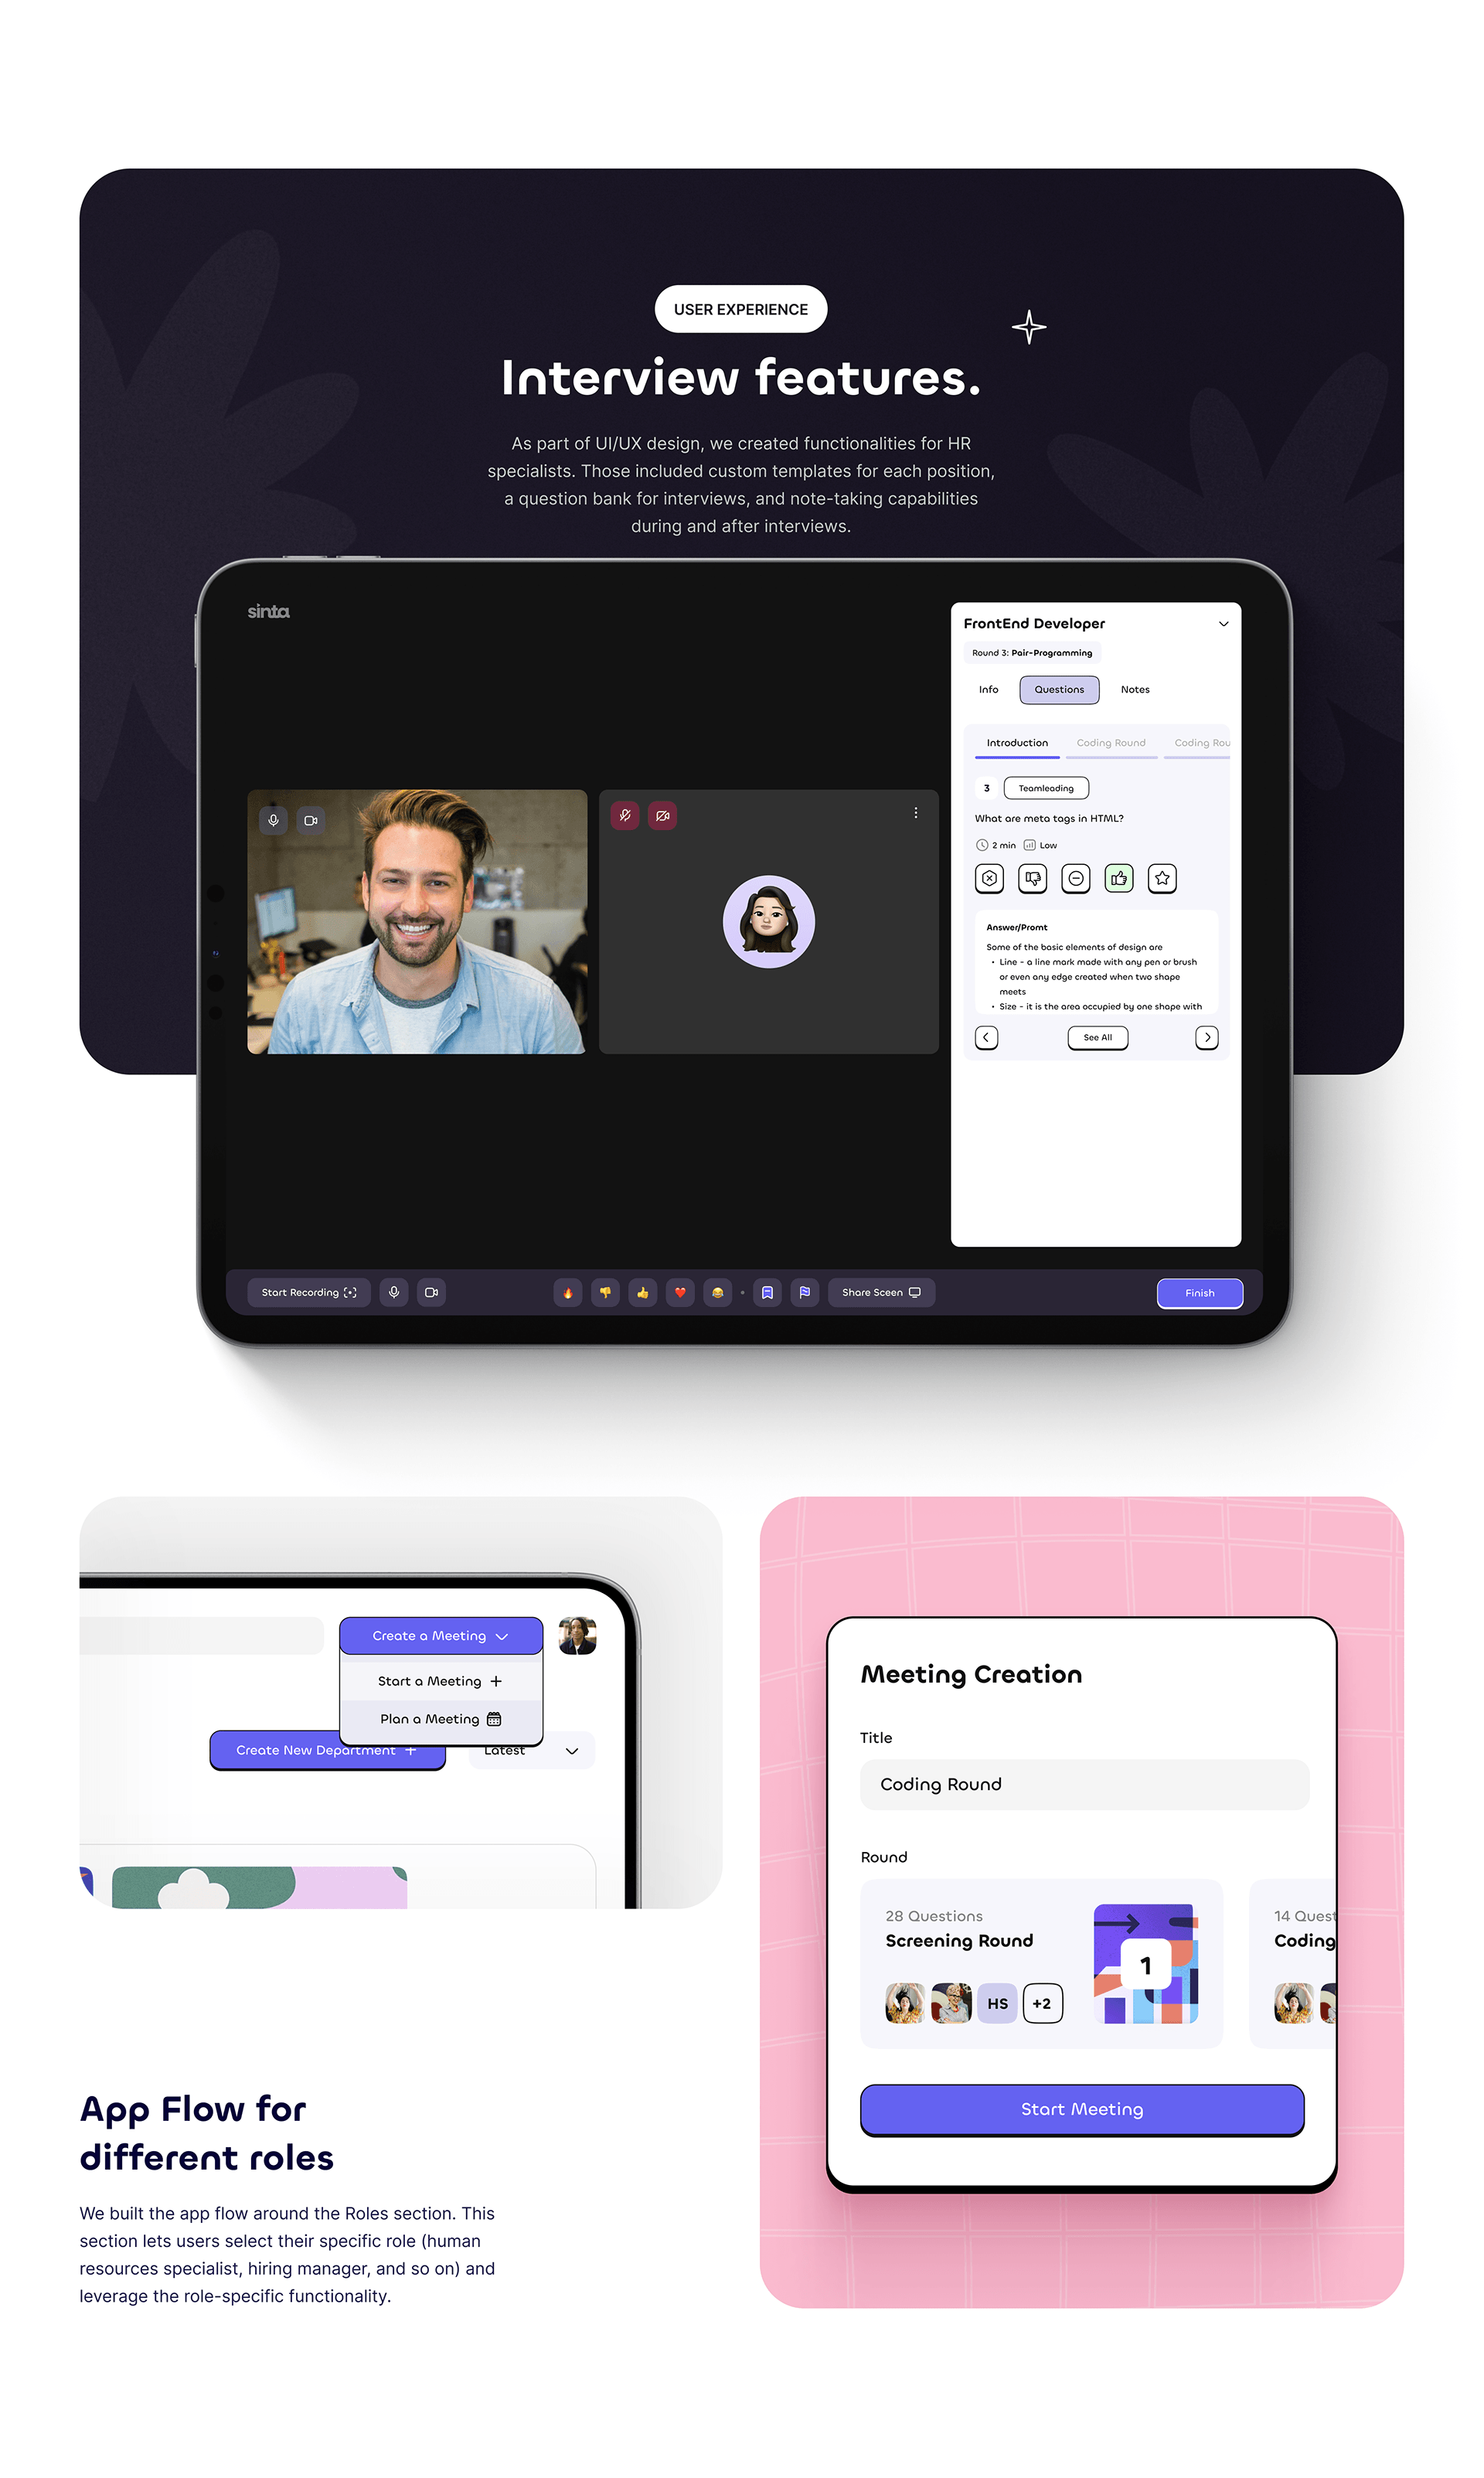 USER EXPERIENCE
Interview features.
As part of UI/UX design, we created functionalities for HR
specialists. Those included custom templates for each position,
a question bank for interviews, and note-taking capabilities
during and after interviews.
sinta
FrontEnd Developer
Round 3: Pair-Programming
Info
Questions
Notes
Introduction
Coding Round
Coding Rou
3
Teamleading
What are meta tags in HTML?
2 min
Low
Answer/Promt
Some of the basic elements of design are
• Line - a line mark made with any pen or brush
or even any edge created when two shape
meets
• Size - it is the area occupied by one shape with
See All
Start Recording
Share Sceen
Finish
Create a Meeting
Start a Meeting
Plan a Meeting
Create New Department
Latest
App Flow for
different roles
We built the app flow around the Roles section. This
section lets users select their specific role (human
resources specialist, hiring manager, and so on) and
leverage the role-specific functionality.
Meeting Creation
Title
Coding Round
Round
28 Questions
Screening Round
HS
+2
1
14 Quest
Coding
Start Meeting